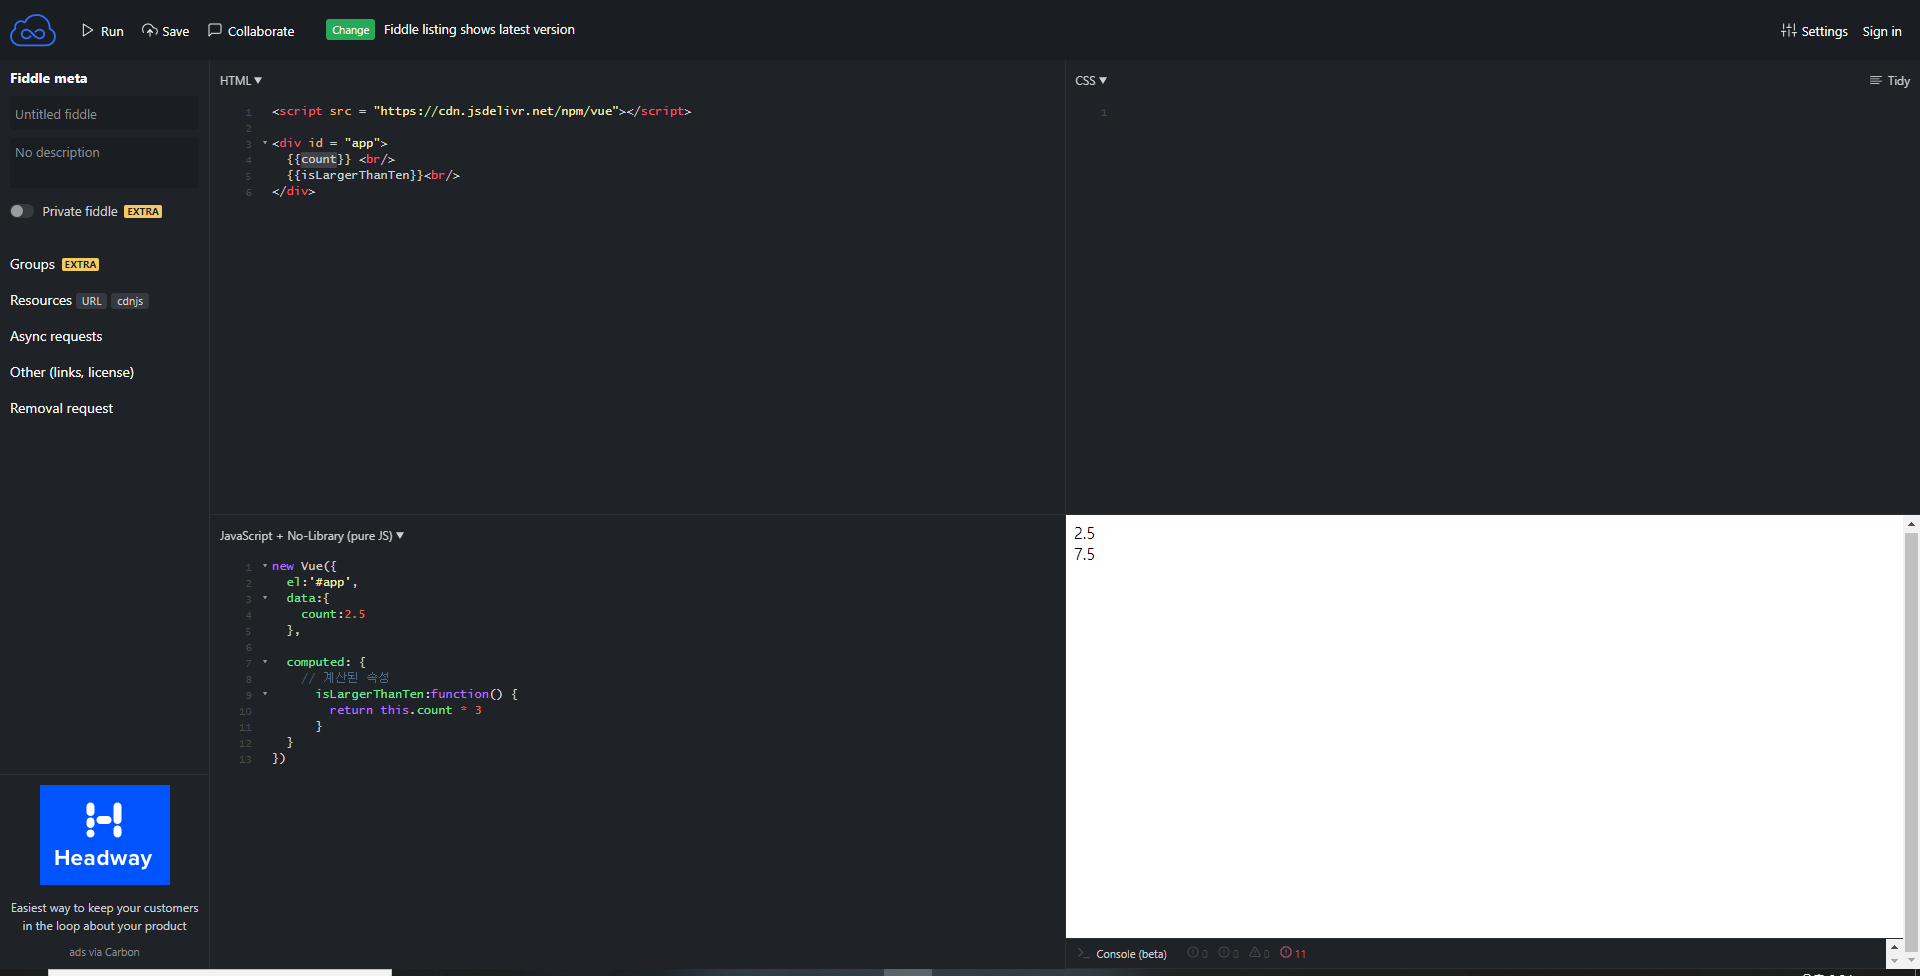 Run Save Collaborate Change Fiddle listing shows latest version Settings Sign in
Fiddle meta
Untitled fiddle
No description
Private fiddle EXTRA
Groups EXTRA
Resources URL cdnjs
Async requests
Other (links, license)
Removal request
Headway
Easiest way to keep your customers
in the loop about your product
ads via Carbon
HTML ▼
1 <script src = "https://cdn.jsdelivr.net/npm/vue"></script>
2
3 <div id = "app">
4 {{count}} <br/>
5 {{isLargerThanTen}}<br/>
6 </div>
CSS ▼ Tidy
1
JavaScript + No-Library (pure JS) ▼
1 new Vue({
2 el:'#app',
3 data:{
4 count:2.5
5 },
6
7 computed: {
8 // 계산된 속성
9 isLargerThanTen:function() {
10 return this.count * 3
11 }
12 }
13 })
2.5
7.5
>_ Console (beta) 0 0 0 11